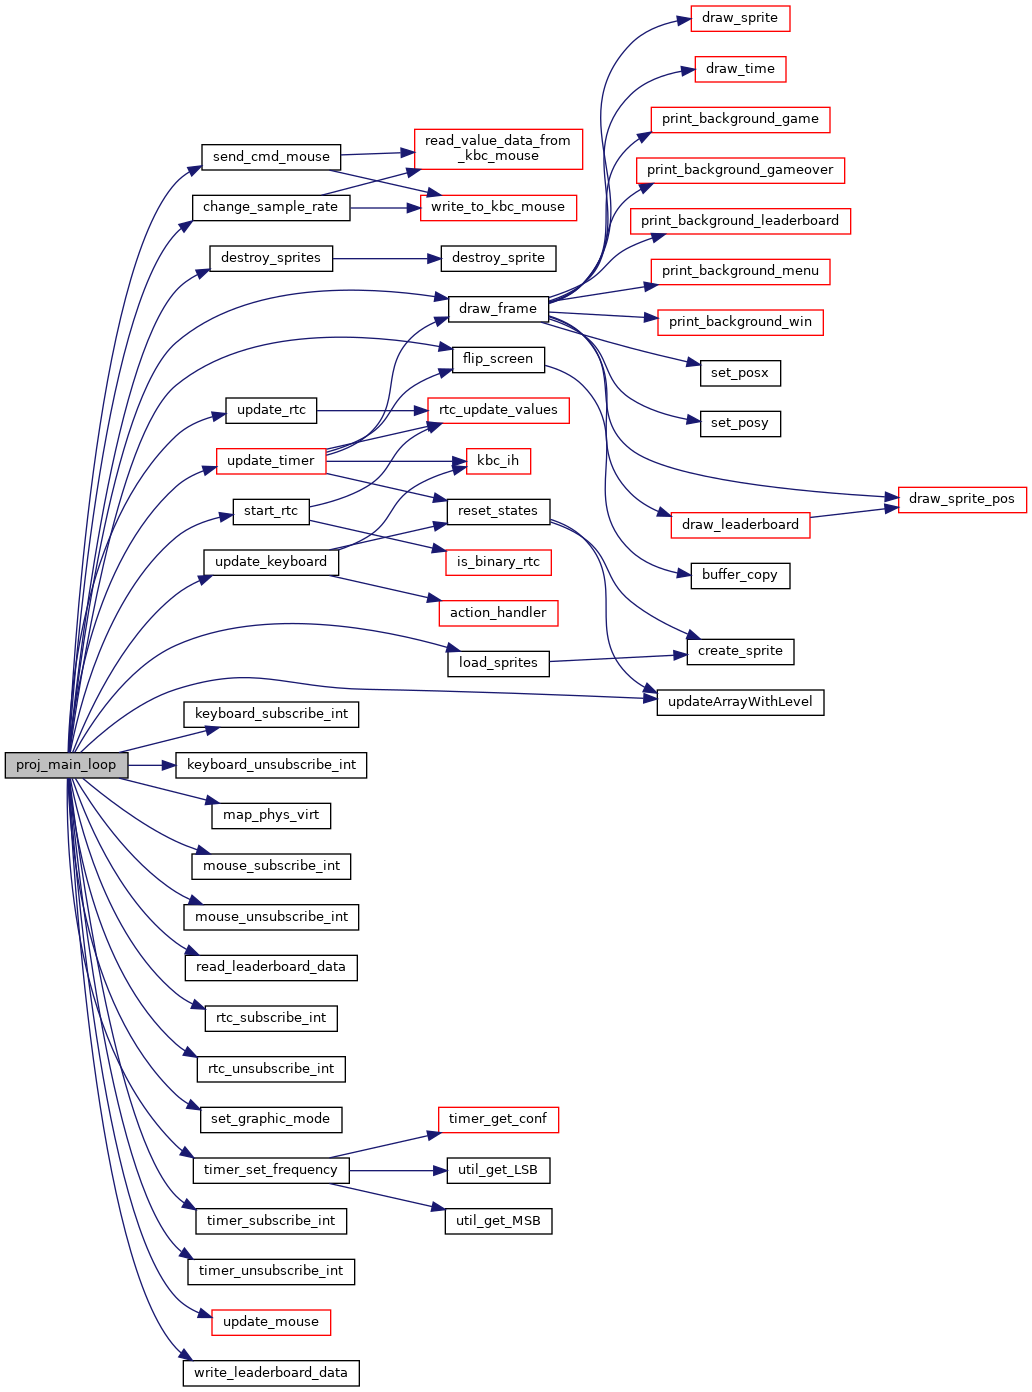 draw_sprite
draw_time
print_background_game
read_value_data_from
_kbc_mouse
send_cmd_mouse
print_background_gameover
change_sample_rate
write_to_kbc_mouse
print_background_leaderboard
destroy_sprites
destroy_sprite
print_background_menu
draw_frame
print_background_win
flip_screen
set_posx
update_rtc
rtc_update_values
set_posy
update_timer
kbc_ih
draw_sprite_pos
start_rtc
reset_states
draw_leaderboard
update_keyboard
is_binary_rtc
buffer_copy
action_handler
create_sprite
load_sprites
updateArrayWithLevel
keyboard_subscribe_int
proj_main_loop
keyboard_unsubscribe_int
map_phys_virt
mouse_subscribe_int
mouse_unsubscribe_int
read_leaderboard_data
rtc_subscribe_int
rtc_unsubscribe_int
set_graphic_mode
timer_get_conf
timer_set_frequency
util_get_LSB
timer_subscribe_int
util_get_MSB
timer_unsubscribe_int
update_mouse
write_leaderboard_data